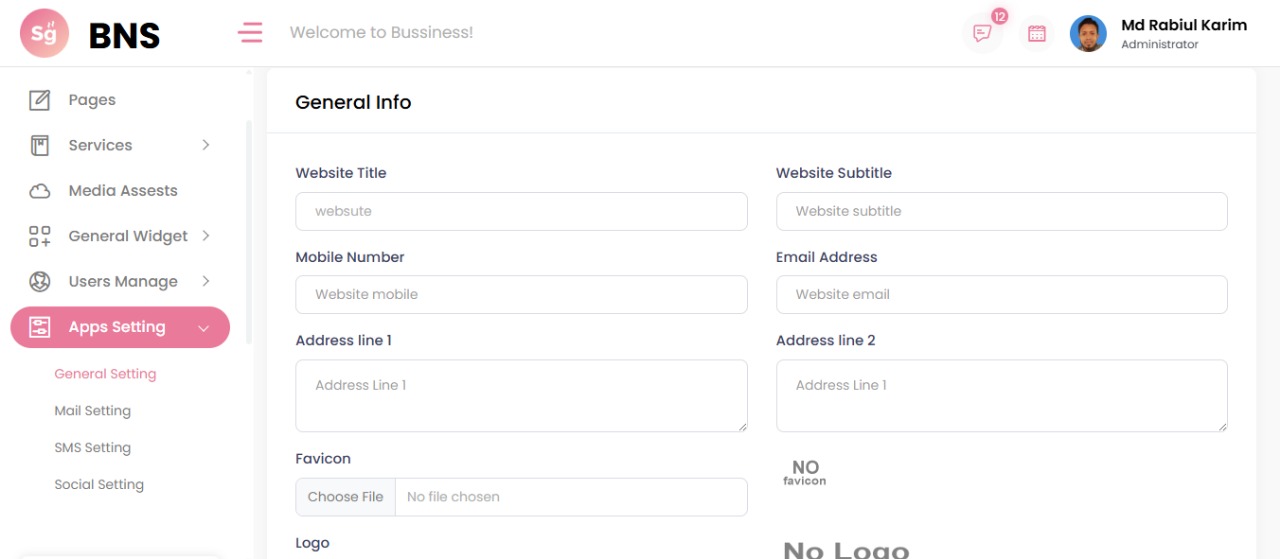 Sg
BNS
Welcome to Bussiness!
12
Md Rabiul Karim
Administrator
Pages
Services
Media Assests
General Widget
Users Manage
Apps Setting
General Setting
Mail Setting
SMS Setting
Social Setting
General Info
Website Title
Website Subtitle
websute
Website subtitle
Mobile Number
Email Address
Website mobile
Website email
Address line 1
Address line 2
Address Line 1
Address Line 1
Favicon
NO
favicon
Choose File
No file chosen
Logo
No Logo